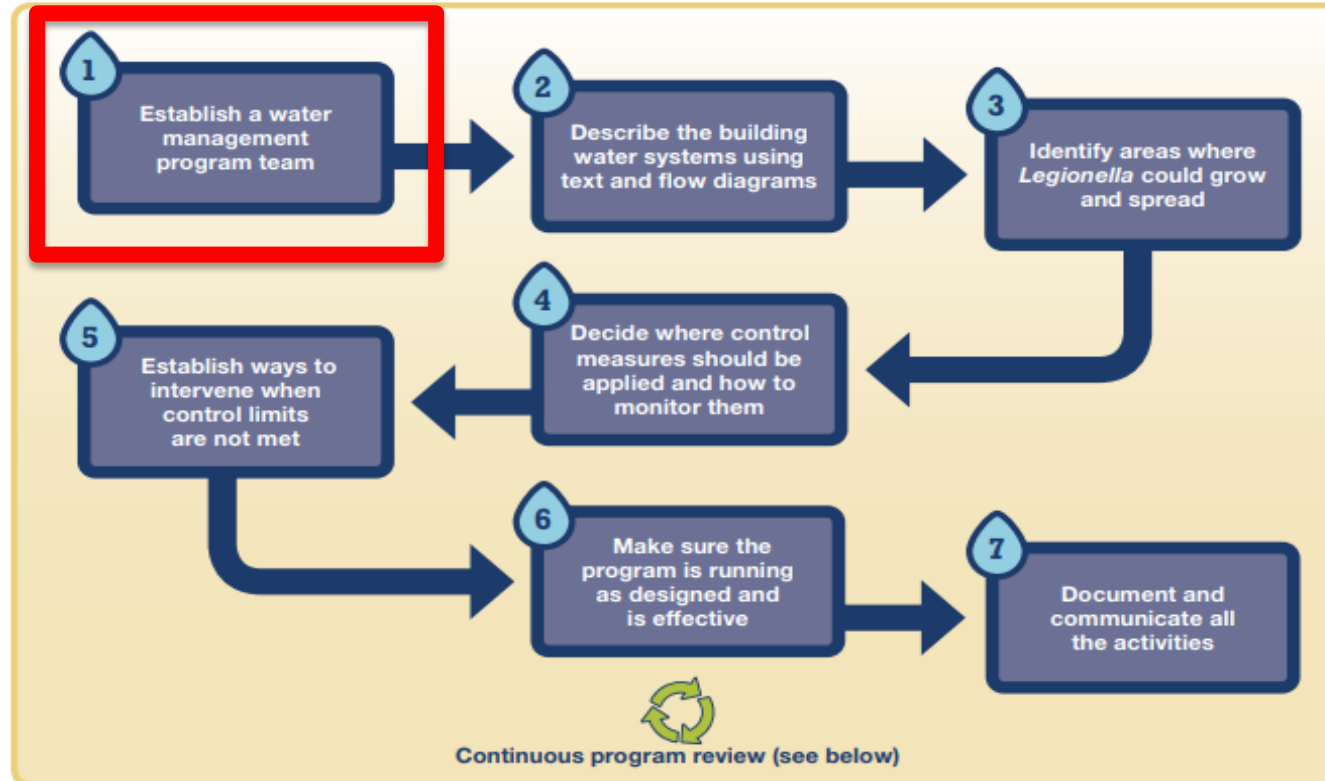 1
Establish a water
management
program team
2
Describe the building
water systems using
text and flow diagrams
3
Identify areas where
Legionella could grow
and spread
4
Decide where control
measures should be
applied and how to
monitor them
5
Establish ways to
intervene when
control limits
are not met
6
Make sure the
program is running
as designed and
is effective
7
Document and
communicate all
the activities
Continuous program review (see below)